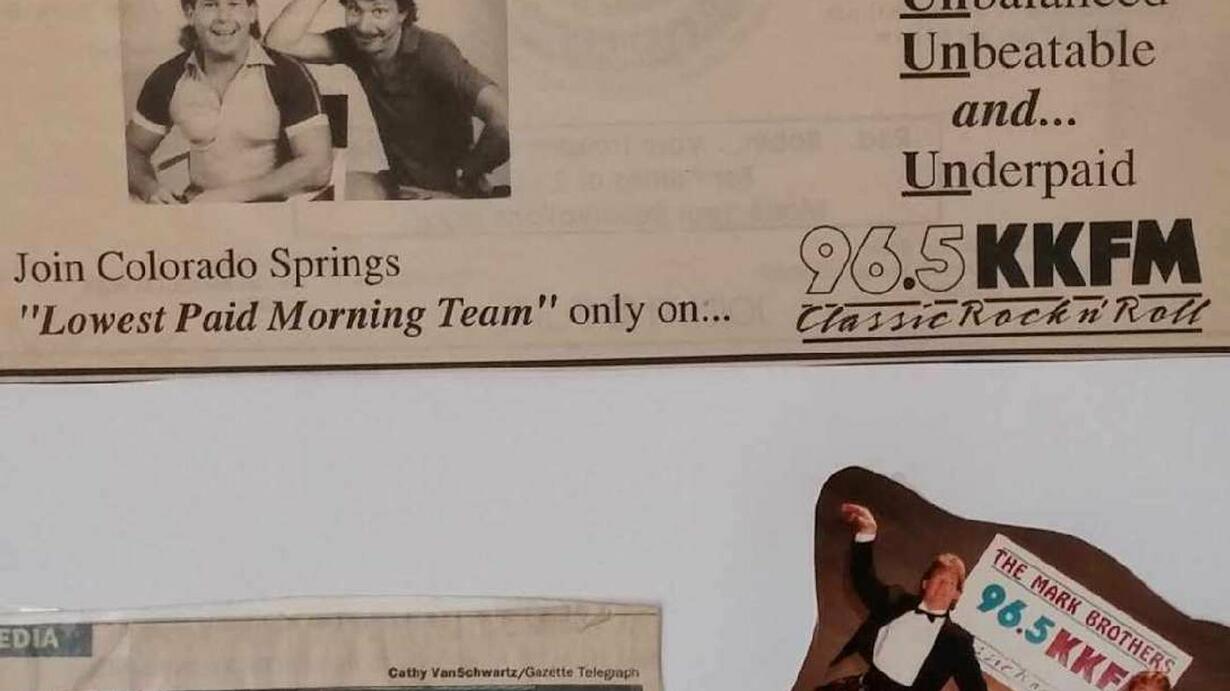 Unbalanced
Unbeatable
and...
Underpaid
Join Colorado Springs
"Lowest Paid Morning Team" only on...
96.5 KKFM
Classic Rock n' Roll
EDIA
Cathy VanSchwartz/Gazette Telegraph
THE MARK BROTHERS
96.5 KKF